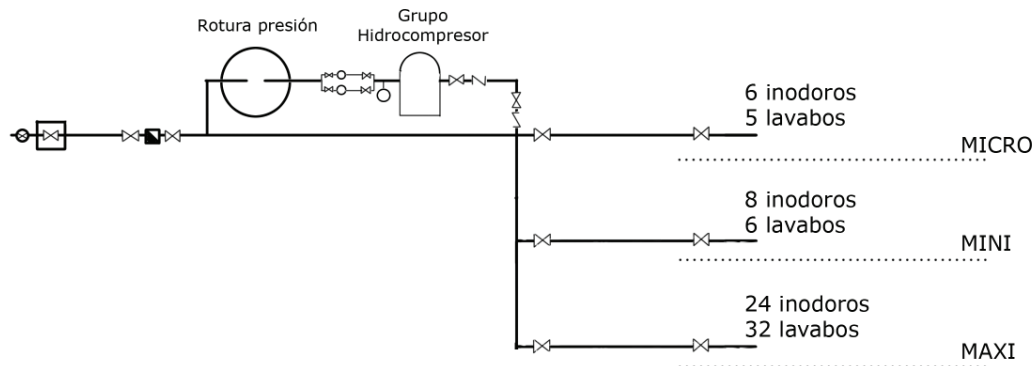 Rotura presión
Grupo
Hidrocompresor
6 inodoros
5 lavabos
MICRO
8 inodoros
6 lavabos
MINI
24 inodoros
32 lavabos
MAXI